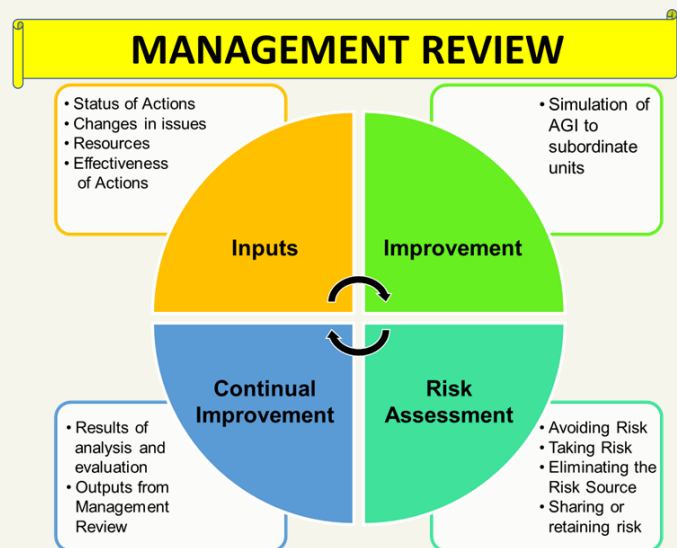 MANAGEMENT REVIEW
• Status of Actions
• Changes in issues
• Resources
• Effectiveness
of Actions
• Simulation of
AGI to
subordinate
units
Inputs
Improvement
Continual
Improvement
Risk
Assessment
• Results of
analysis and
evaluation
• Outputs from
Management
Review
• Avoiding Risk
• Taking Risk
• Eliminating the
Risk Source
• Sharing or
retaining risk